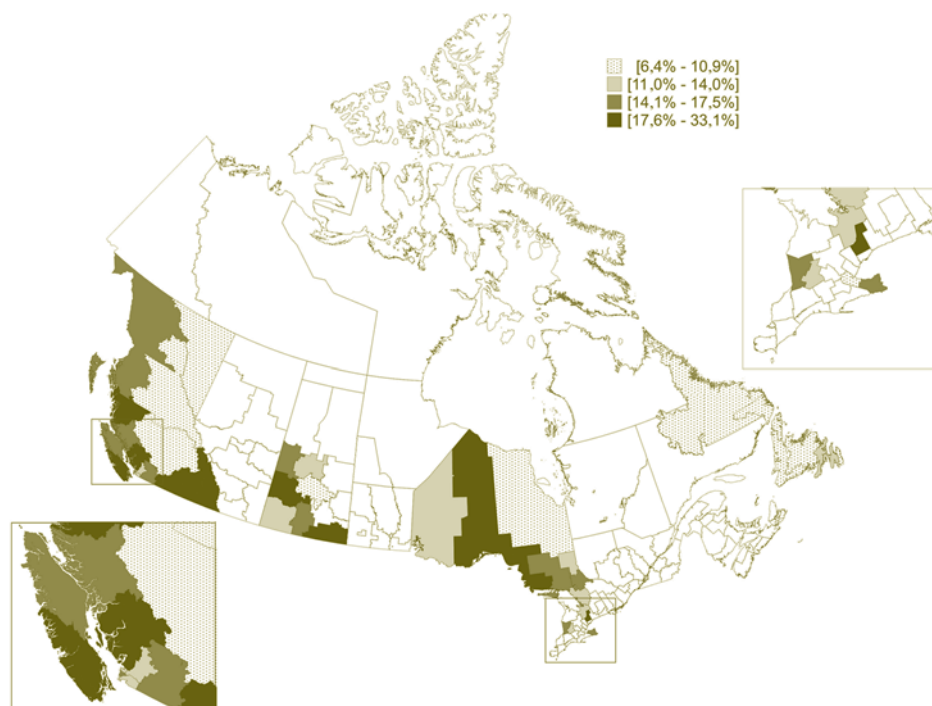 [6,4% - 10,9%]
[11,0% - 14,0%]
[14,1% - 17,5%]
[17,6% - 33,1%]